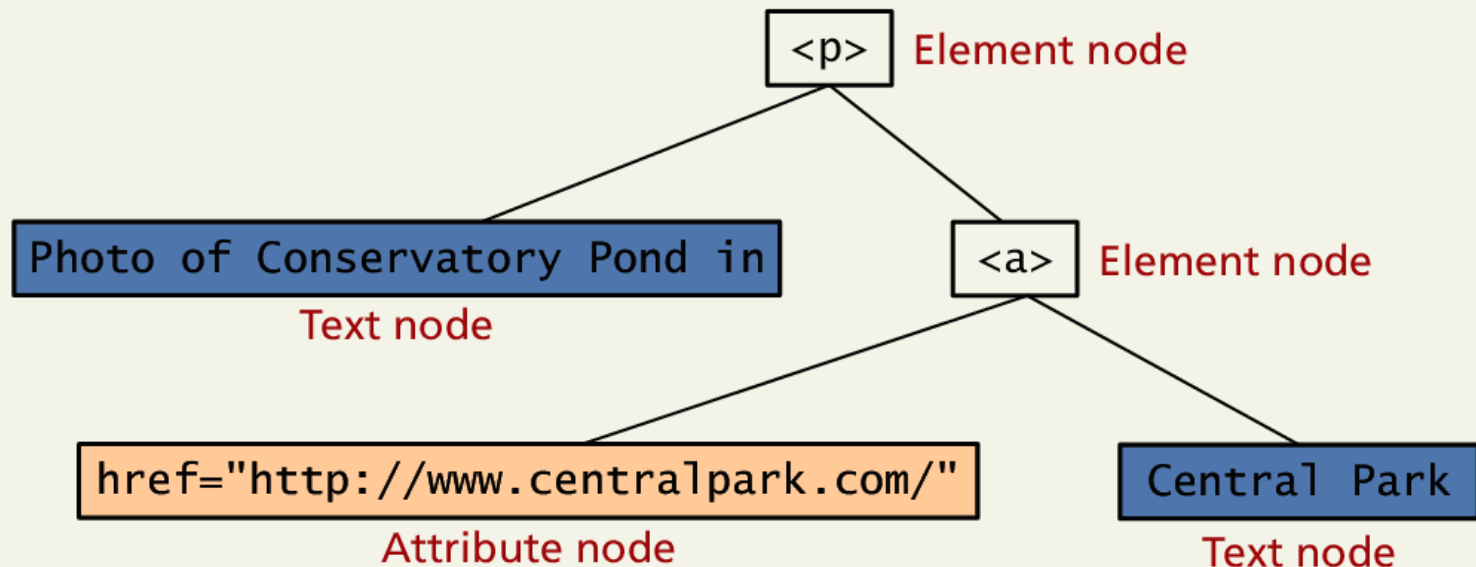 <p> Element node
Photo of Conservatory Pond in <a> Element node
Text node
href="http://www.centralpark.com/" Central Park
Attribute node Text node